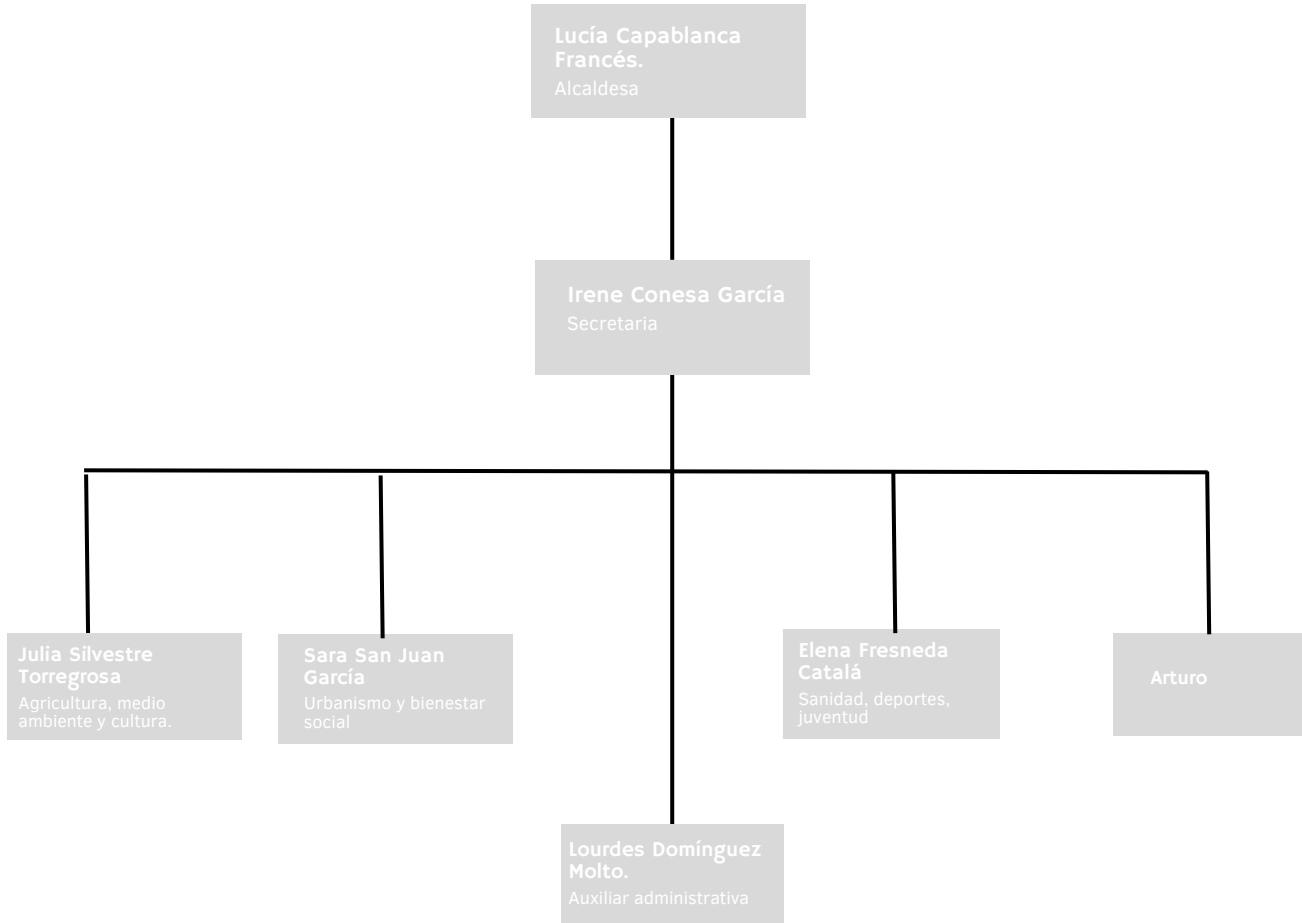 Lucía Capablanca
Francés.
Alcaldesa
Irene Conesa García
Secretaria
Julia Silvestre
Torregrosa
Agricultura, medio
ambiente y cultura.
Sara San Juan
García
Urbanismo y bienestar
social
Elena Fresneda
Catalá
Sanidad, deportes,
juventud
Arturo
Lourdes Domínguez
Molto.
Auxiliar administrativa